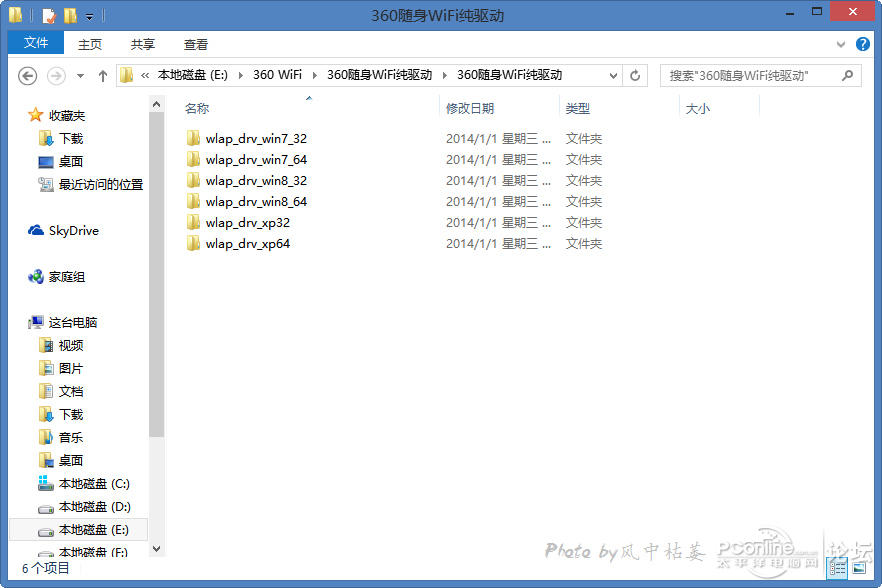 360随身WiFi纯驱动
文件 主页 共享 查看
« 本地磁盘 (E:) 360 WiFi 360随身WiFi纯驱动 360随身WiFi纯驱动 搜索"360随身WiFi纯驱动"
名称 修改日期 类型 大小
wlap_drv_win7_32 2014/1/1 星期三 ... 文件夹
wlap_drv_win7_64 2014/1/1 星期三 ... 文件夹
wlap_drv_win8_32 2014/1/1 星期三 ... 文件夹
wlap_drv_win8_64 2014/1/1 星期三 ... 文件夹
wlap_drv_xp32 2014/1/1 星期三 ... 文件夹
wlap_drv_xp64 2014/1/1 星期三 ... 文件夹
收藏夹
下载
桌面
最近访问的位置
SkyDrive
家庭组
这台电脑
视频
图片
文档
下载
音乐
桌面
本地磁盘 (C:)
本地磁盘 (D:)
本地磁盘 (E:)
本地磁盘 (F:)
6 个项目
Photo by风中枯萎
PConline.com.cn 论坛
太平洋电脑网